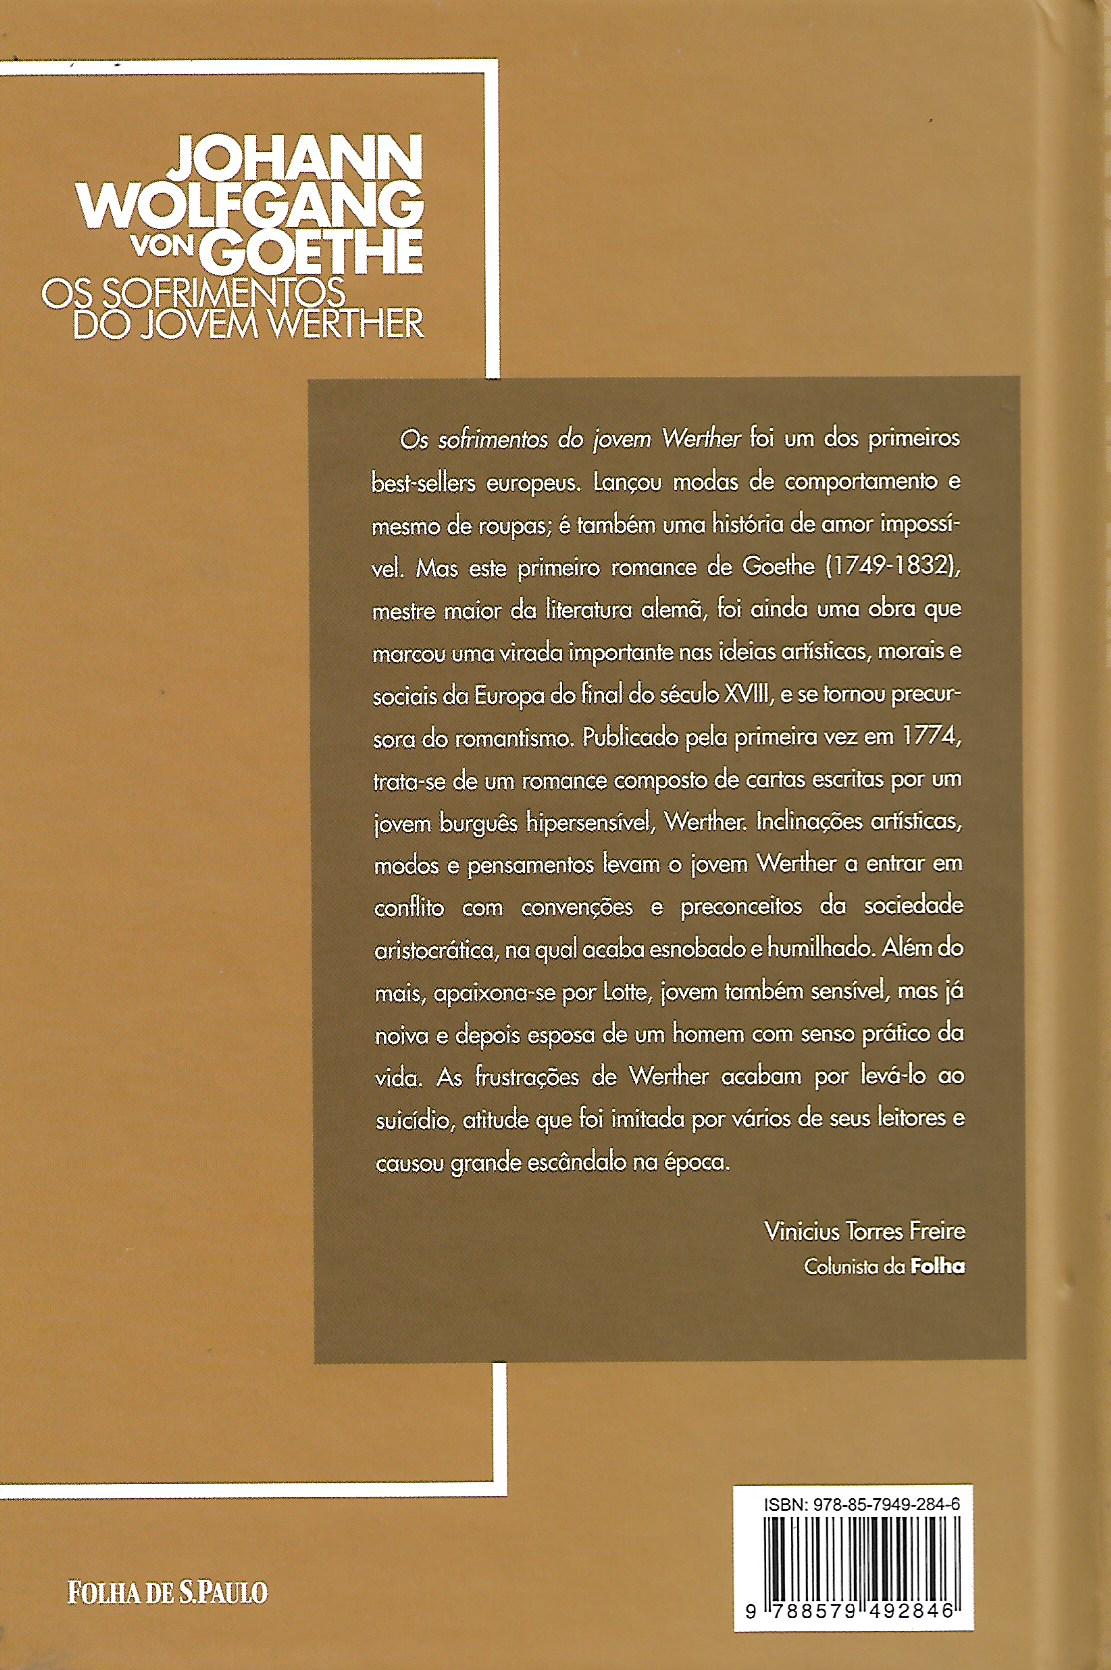 JOHANN
WOLFGANG
VON GOETHE
OS SOFRIMENTOS
DO JOVEM WERTHER
Os sofrimentos do jovem Werther foi um dos primeiros
best-sellers europeus. Lançou modas de comportamento e
mesmo de roupas; é também uma história de amor impossí-
vel. Mas este primeiro romance de Goethe (1749-1832),
mestre maior da literatura alemã, foi ainda uma obra que
marcou uma virada importante nas ideias artísticas, morais e
sociais da Europa do final do século XVIII, e se tornou precur-
sora do romantismo. Publicado pela primeira vez em 1774,
trata-se de um romance composto de cartas escritas por um
jovem burguês hipersensível, Werther. Inclinações artísticas,
modos e pensamentos levam o jovem Werther a entrar em
conflito com convenções e preconceitos da sociedade
aristocrática, na qual acaba esnobado e humilhado. Além do
mais, apaixona-se por Lotte, jovem também sensível, mas já
noiva e depois esposa de um homem com senso prático da
vida. As frustrações de Werther acabam por levá-lo ao
suicídio, atitude que foi imitada por vários de seus leitores e
causou grande escândalo na época.
Vinicius Torres Freire
Colunista da Folha
ISBN: 978-85-7949-284-6
9 788579 492846
FOLHA DE S.PAULO